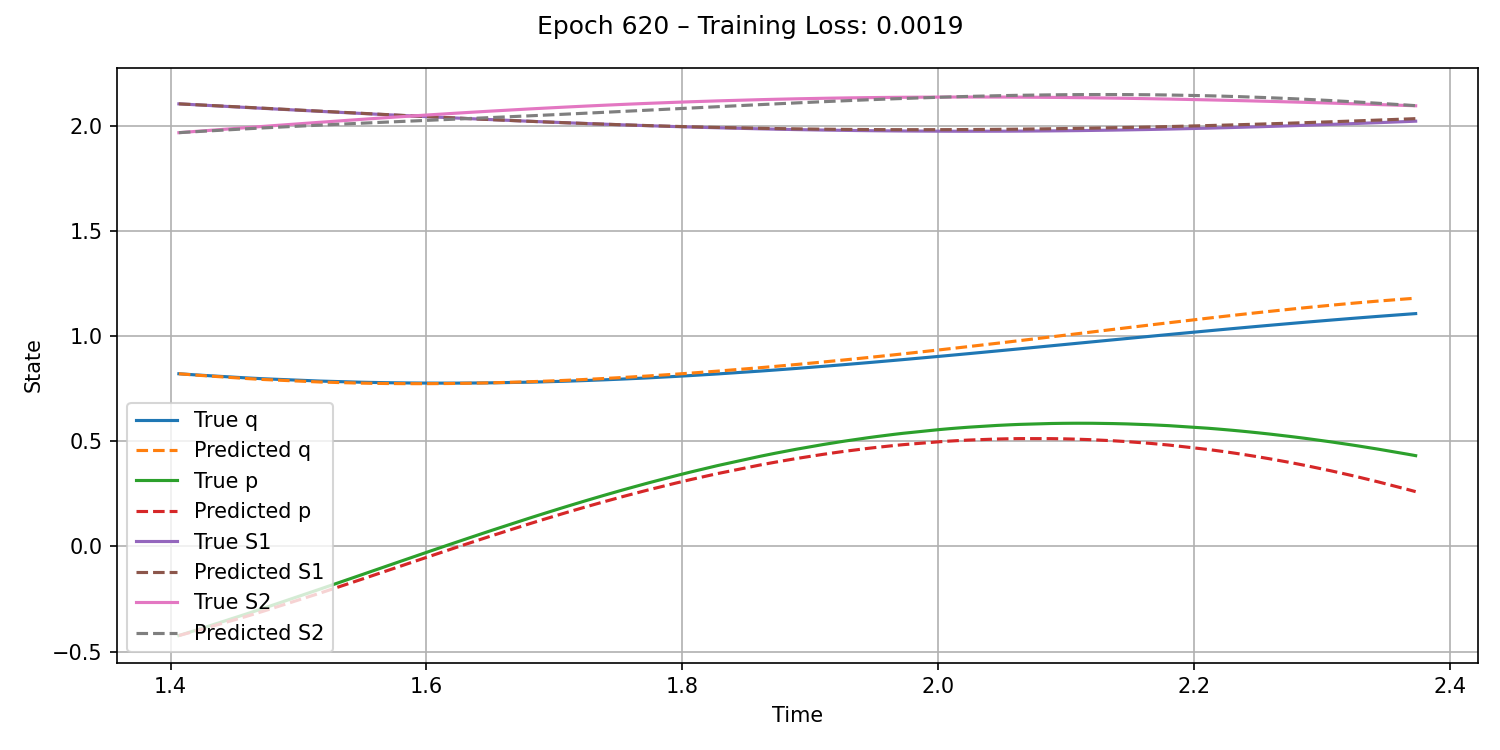 Epoch 620 – Training Loss: 0.0019
State
2.0
1.5
1.0
0.5
0.0
−0.5
True q
Predicted q
True p
Predicted p
True S1
Predicted S1
True S2
Predicted S2
1.4
1.6
1.8
2.0
2.2
2.4
Time